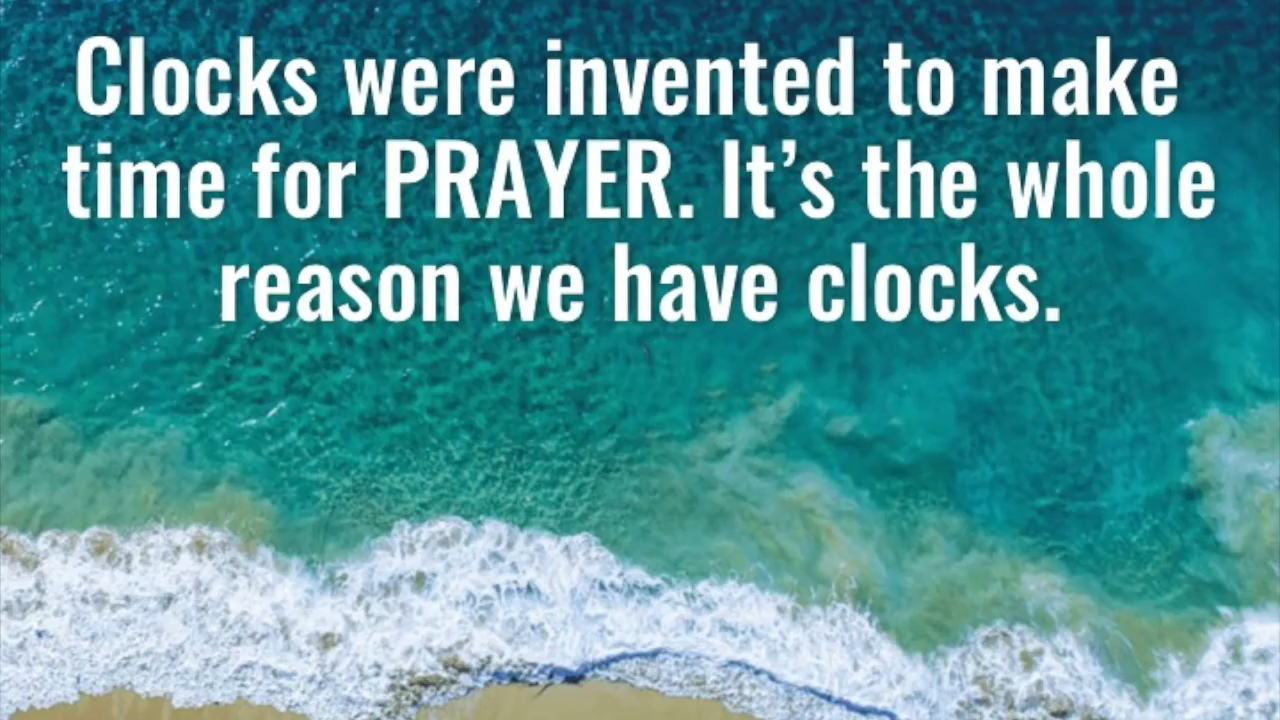 Clocks were invented to make
time for PRAYER. It’s the whole
reason we have clocks.